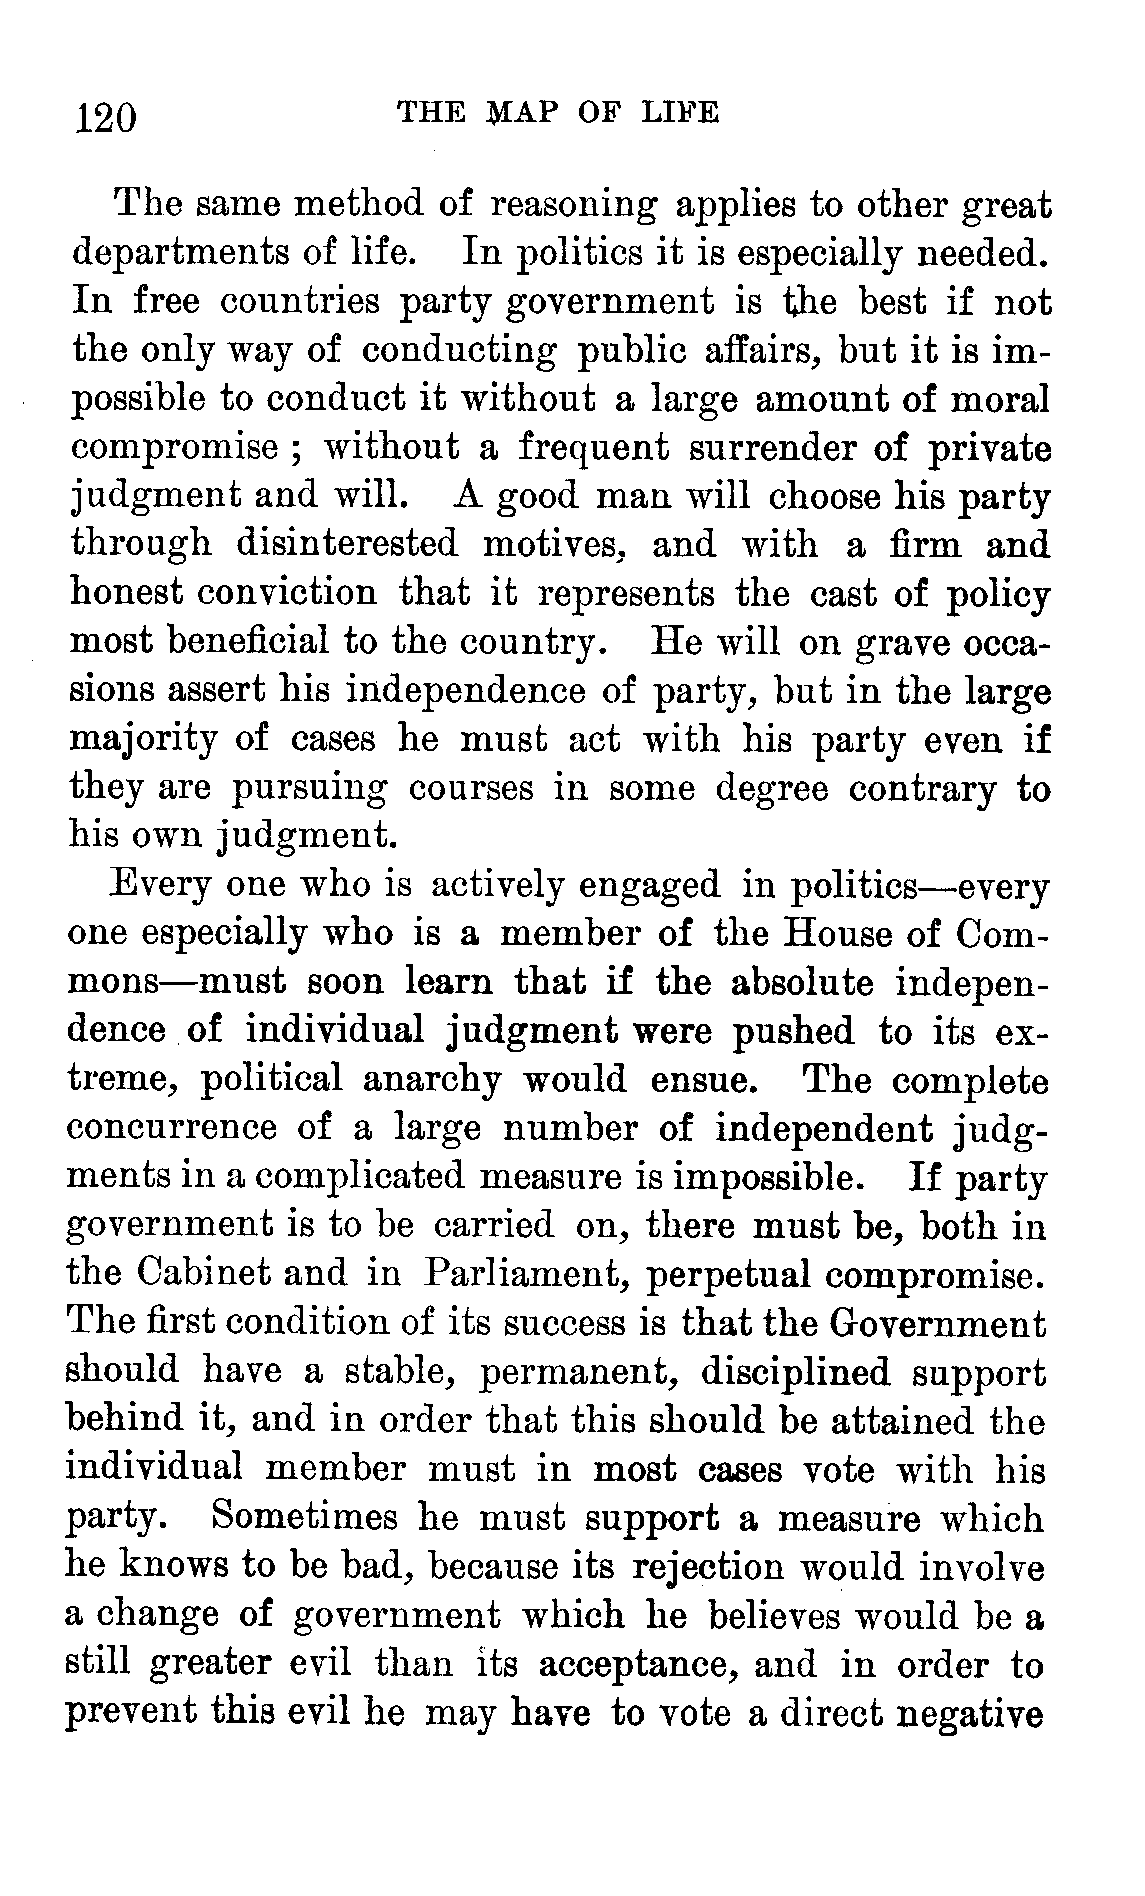 120 THE MAP OF LIFE
The same method of reasoning applies to other great
departments of life. In politics it is especially needed.
In free countries party government is the best if not
the only way of conducting public affairs, but it is im-
possible to conduct it without a large amount of moral
compromise ; without a frequent surrender of private
judgment and will. A good man will choose his party
through disinterested motives, and with a firm and
honest conviction that it represents the cast of policy
most beneficial to the country. He will on grave occa-
sions assert his independence of party, but in the large
majority of cases he must act with his party even if
they are pursuing courses in some degree contrary to
his own judgment.
Every one who is actively engaged in politics—every
one especially who is a member of the House of Com-
mons—must soon learn that if the absolute indepen-
dence of individual judgment were pushed to its ex-
treme, political anarchy would ensue. The complete
concurrence of a large number of independent judg-
ments in a complicated measure is impossible. If party
government is to be carried on, there must be, both in
the Cabinet and in Parliament, perpetual compromise.
The first condition of its success is that the Government
should have a stable, permanent, disciplined support
behind it, and in order that this should be attained the
individual member must in most cases vote with his
party. Sometimes he must support a measure which
he knows to be bad, because its rejection would involve
a change of government which he believes would be a
still greater evil than its acceptance, and in order to
prevent this evil he may have to vote a direct negative